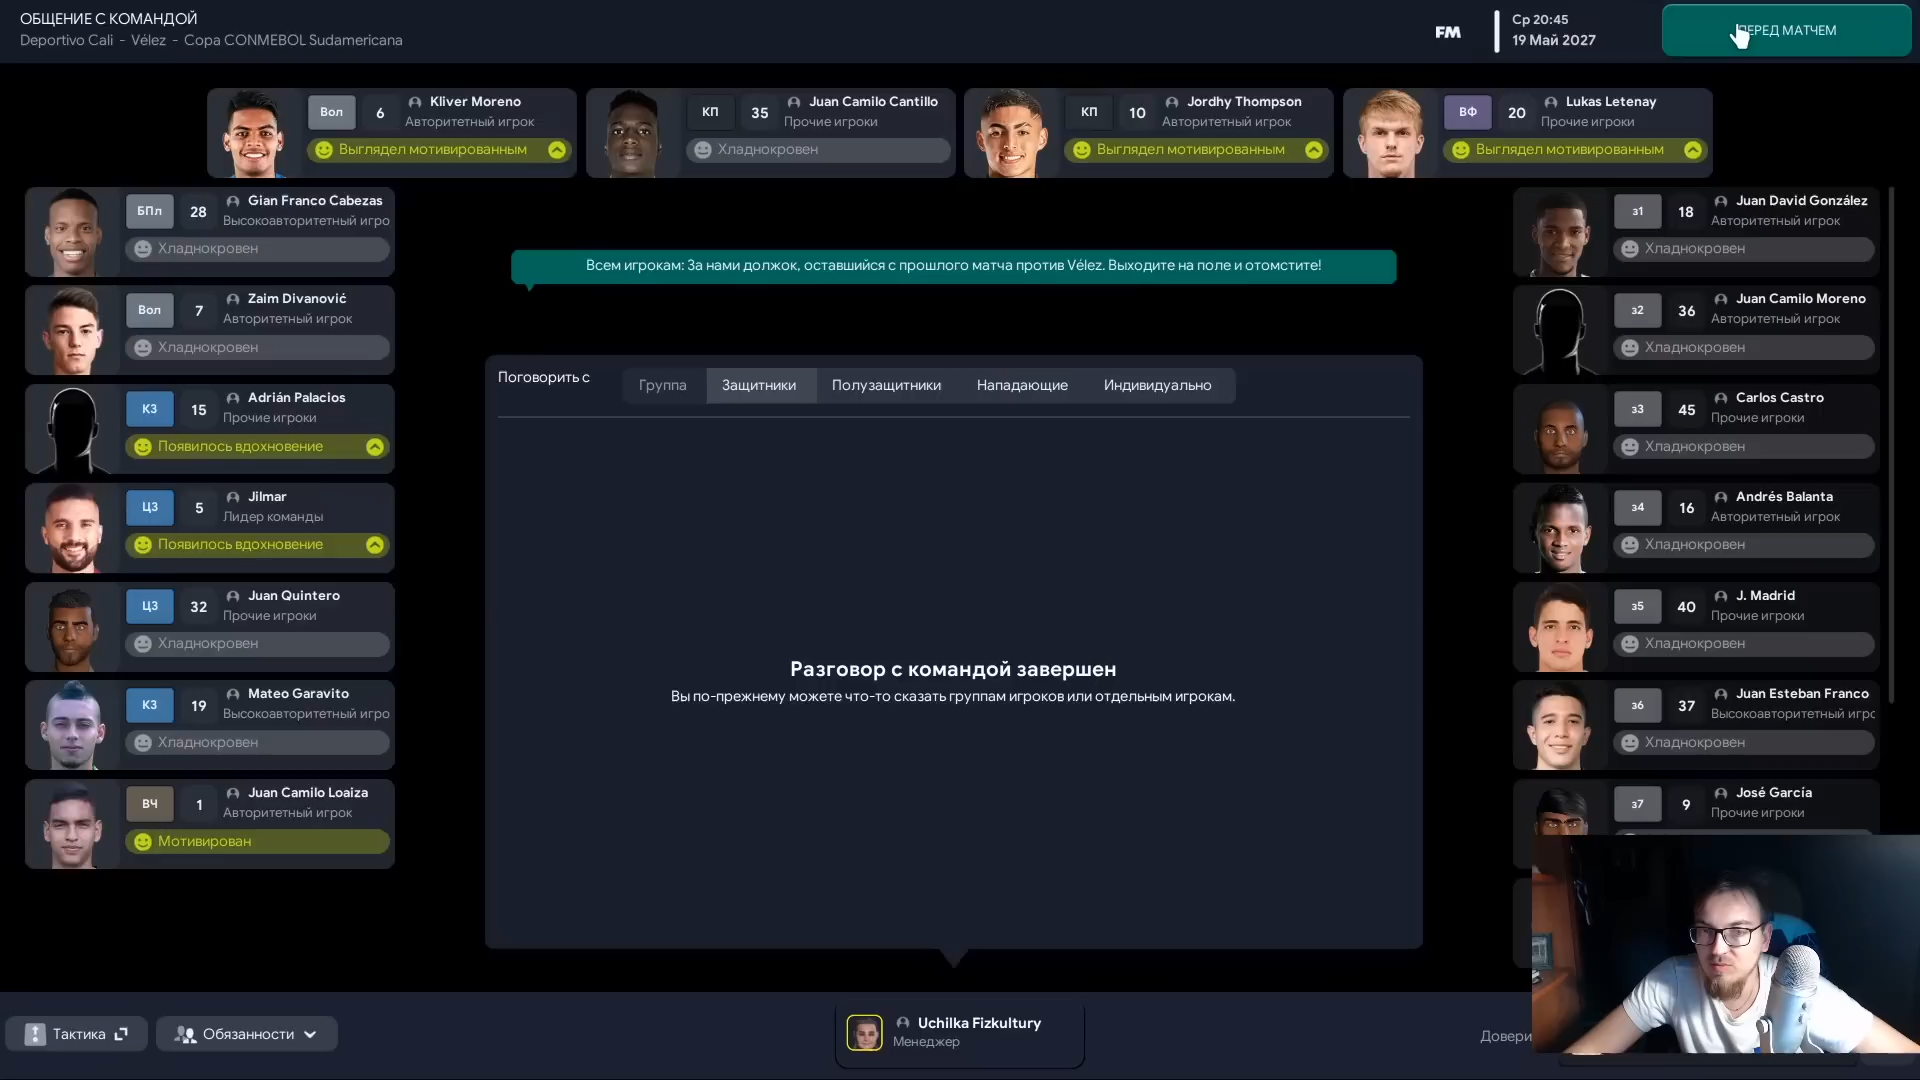 ОБЩЕНИЕ С КОМАНДОЙ
Deportivo Cali - Vélez - Copa CONMEBOL Sudamericana
FM
Ср 20:45
19 Май 2027
ПЕРЕД МАТЧЕМ
Вол 6 Kliver Moreno
Авторитетный игрок
Выглядел мотивированным
КП 35 Juan Camilo Cantillo
Прочие игроки
Хладнокровен
КП 10 Jordhy Thompson
Авторитетный игрок
Выглядел мотивированным
ВФ 20 Lukas Letenay
Прочие игроки
Выглядел мотивированным
БПл 28 Gian Franco Cabezas
Высокоавторитетный игро
Хладнокровен
Вол 7 Zaim Divanović
Авторитетный игрок
Хладнокровен
КЗ 15 Adrián Palacios
Прочие игроки
Появилось вдохновение
ЦЗ 5 Jilmar
Лидер команды
Появилось вдохновение
ЦЗ 32 Juan Quintero
Прочие игроки
Хладнокровен
КЗ 19 Mateo Garavito
Высокоавторитетный игро
Хладнокровен
ВЧ 1 Juan Camilo Loaiza
Авторитетный игрок
Мотивирован
Всем игрокам: За нами должок, оставшийся с прошлого матча против Vélez. Выходите на поле и отомстите!
Поговорить с
Группа Защитники Полузащитники Нападающие Индивидуально
Разговор с командой завершен
Вы по-прежнему можете что-то сказать группам игроков или отдельным игрокам.
з1 18 Juan David González
Авторитетный игрок
Хладнокровен
з2 36 Juan Camilo Moreno
Авторитетный игрок
Хладнокровен
з3 45 Carlos Castro
Прочие игроки
Хладнокровен
з4 16 Andrés Balanta
Авторитетный игрок
Хладнокровен
з5 40 J. Madrid
Прочие игроки
Хладнокровен
з6 37 Juan Esteban Franco
Высокоавторитетный игрс
Хладнокровен
з7 9 José García
Прочие игроки
Тактика
Обязанности
Uchilka Fizkultury
Менеджер
Довери